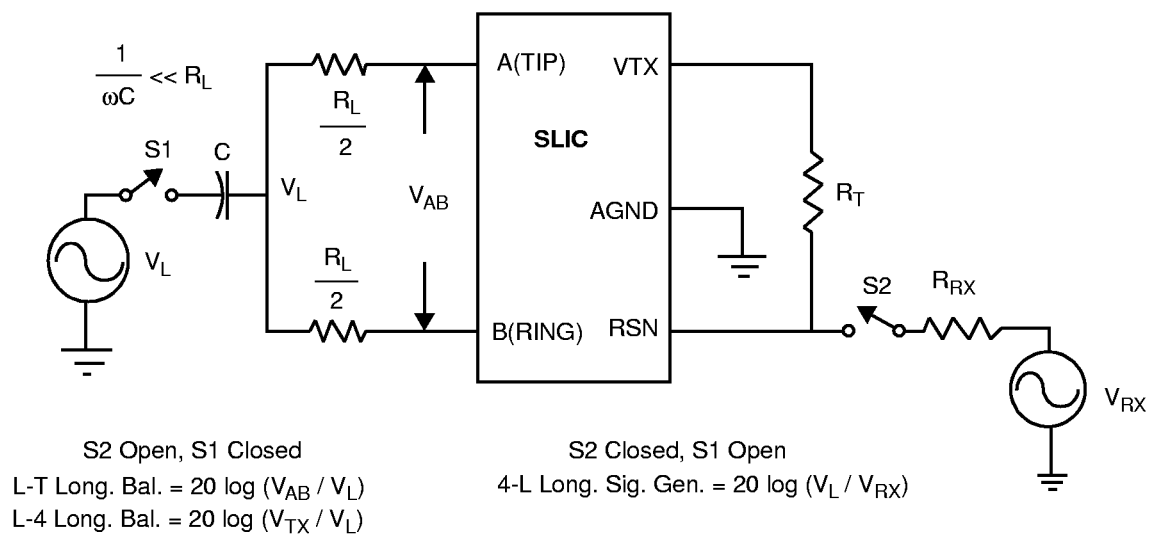 1
ωC
<< R_L
S1
C
V_L
V_L
R_L
2
V_AB
R_L
2
A(TIP)
VTX
SLIC
AGND
B(RING)
RSN
R_T
S2
R_RX
V_RX
S2 Open, S1 Closed
L-T Long. Bal. = 20 log (V_AB / V_L)
L-4 Long. Bal. = 20 log (V_TX / V_L)
S2 Closed, S1 Open
4-L Long. Sig. Gen. = 20 log (V_L / V_RX)